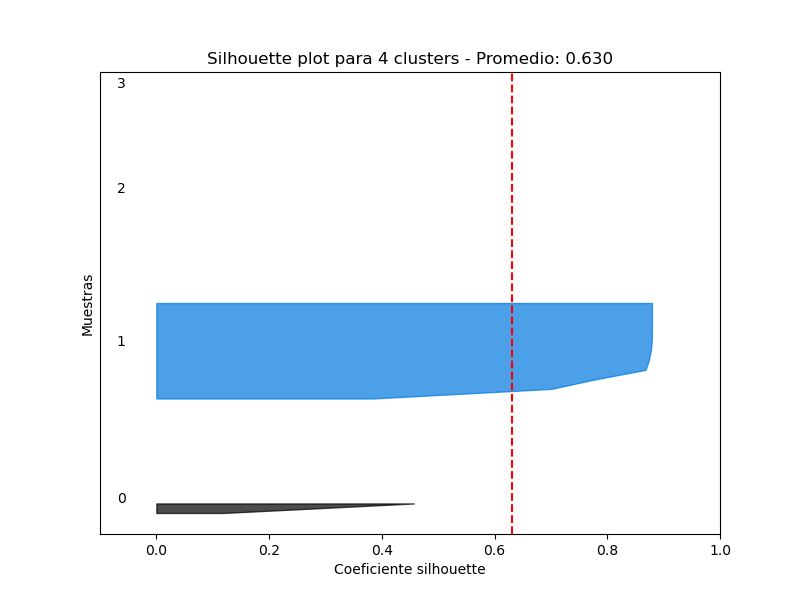 Silhouette plot para 4 clusters - Promedio: 0.630
3
2
1
0
Muestras
0.0 0.2 0.4 0.6 0.8 1.0
Coeficiente silhouette